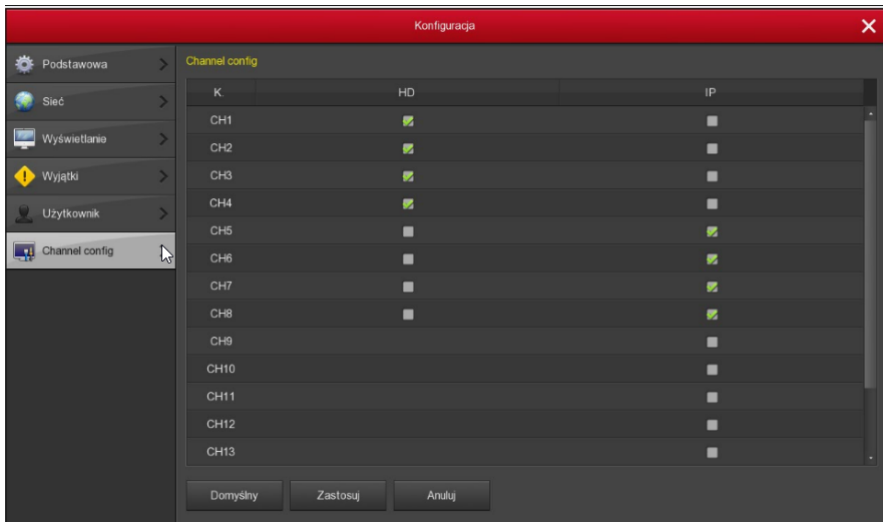 Konfiguracja
Podstawowa
Sieć
Wyświetlanie
Wyjątki
Użytkownik
Channel config
Channel config
K. HD IP
CH1
CH2
CH3
CH4
CH5
CH6
CH7
CH8
CH9
CH10
CH11
CH12
CH13
Domyślny Zastosuj Anuluj